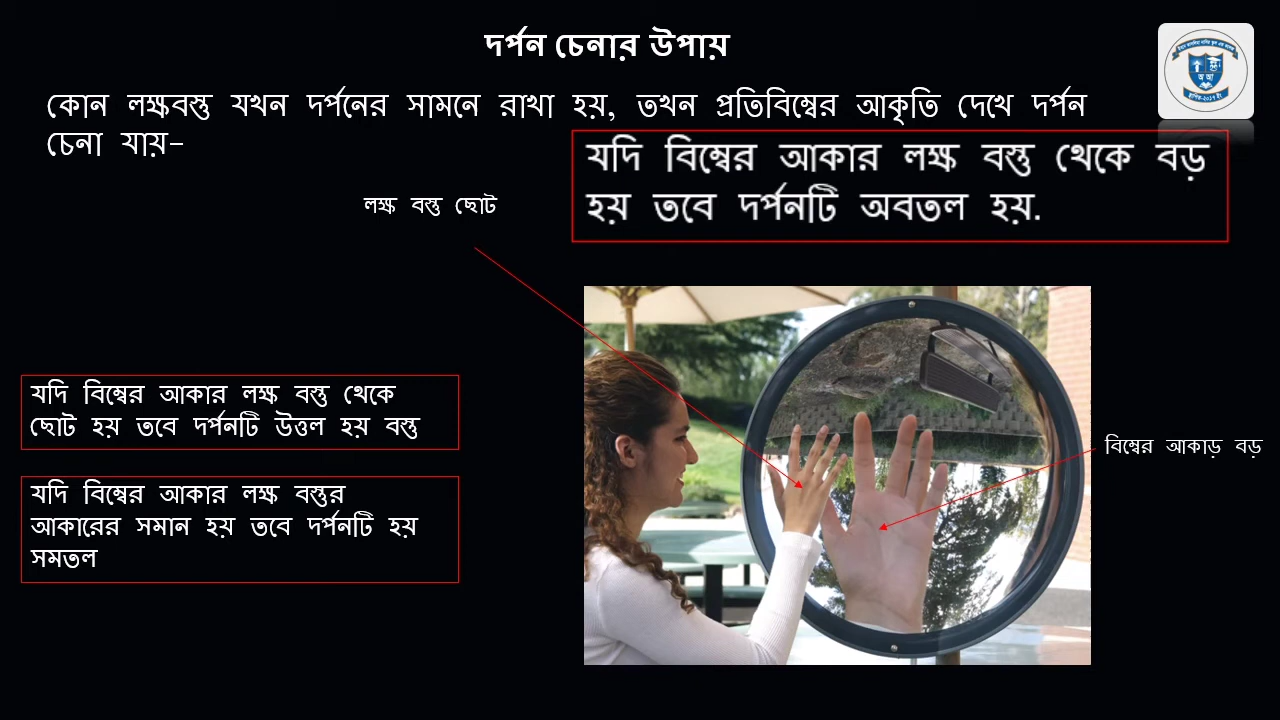 দর্পন চেনার উপায়
কোন লক্ষবস্তু যখন দর্পনের সামনে রাখা হয়, তখন প্রতিবিম্বের আকৃতি দেখে দর্পন
চেনা যায়-
যদি বিম্বের আকার লক্ষ বস্তু থেকে বড়
হয় তবে দর্পনটি অবতল হয়.
লক্ষ বস্তু ছোট
যদি বিম্বের আকার লক্ষ বস্তু থেকে
ছোট হয় তবে দর্পনটি উত্তল হয় বস্তু
বিম্বের আকাড় বড়
যদি বিম্বের আকার লক্ষ বস্তুর
আকারের সমান হয় তবে দর্পনটি হয়
সমতল